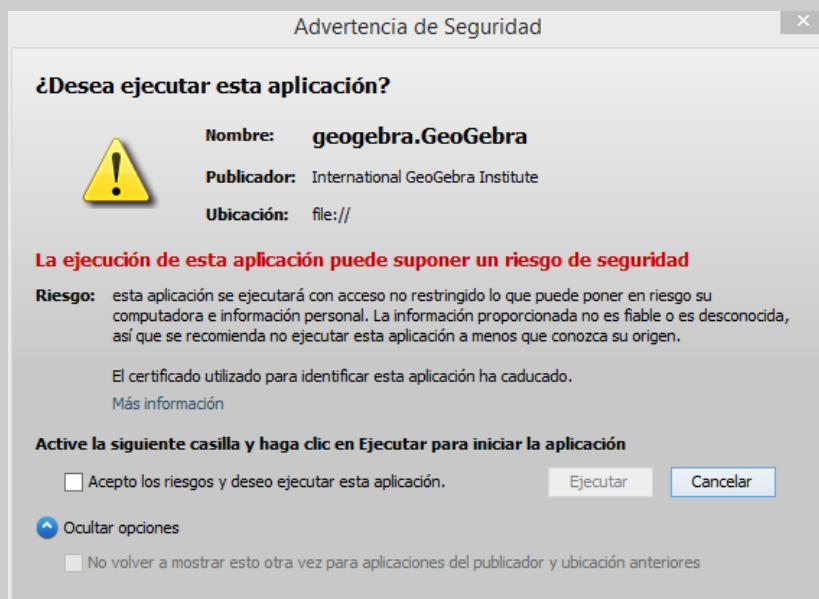 Advertencia de Seguridad
¿Desea ejecutar esta aplicación?
Nombre: geogebra.GeoGebra
Publicador: International GeoGebra Institute
Ubicación: file://
La ejecución de esta aplicación puede suponer un riesgo de seguridad
Riesgo: esta aplicación se ejecutará con acceso no restringido lo que puede poner en riesgo su
computadora e información personal. La información proporcionada no es fiable o es desconocida,
así que se recomienda no ejecutar esta aplicación a menos que conozca su origen.
El certificado utilizado para identificar esta aplicación ha caducado.
Más información
Active la siguiente casilla y haga clic en Ejecutar para iniciar la aplicación
Acepto los riesgos y deseo ejecutar esta aplicación. Ejecutar Cancelar
Ocultar opciones
No volver a mostrar esto otra vez para aplicaciones del publicador y ubicación anteriores